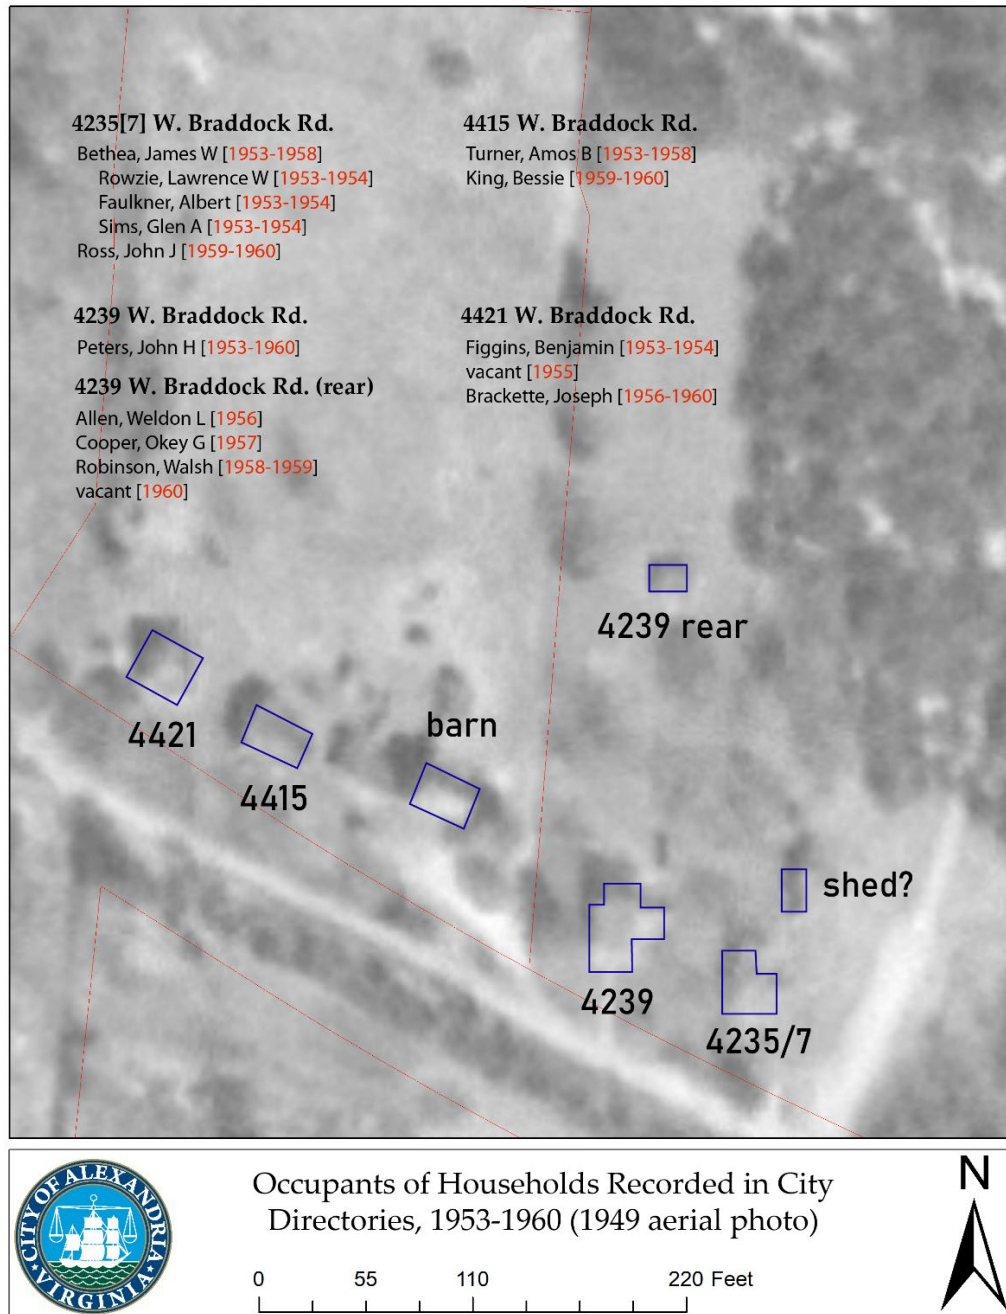 4235[7] W. Braddock Rd.
Bethea, James W [1953-1958]
Rowzie, Lawrence W [1953-1954]
Faulkner, Albert [1953-1954]
Sims, Glen A [1953-1954]
Ross, John J [1959-1960]
4415 W. Braddock Rd.
Turner, Amos B [1953-1958]
King, Bessie [1959-1960]
4239 W. Braddock Rd.
Peters, John H [1953-1960]
4239 W. Braddock Rd. (rear)
Allen, Weldon L [1956]
Cooper, Okey G [1957]
Robinson, Walsh [1958-1959]
vacant [1960]
4421 W. Braddock Rd.
Figgins, Benjamin [1953-1954]
vacant [1955]
Brackette, Joseph [1956-1960]
4239 rear
4421
barn
4415
shed?
4239
4235/7
CITY OF ALEXANDRIA
VIRGINIA
Occupants of Households Recorded in City
Directories, 1953-1960 (1949 aerial photo)
0 55 110 220 Feet
N